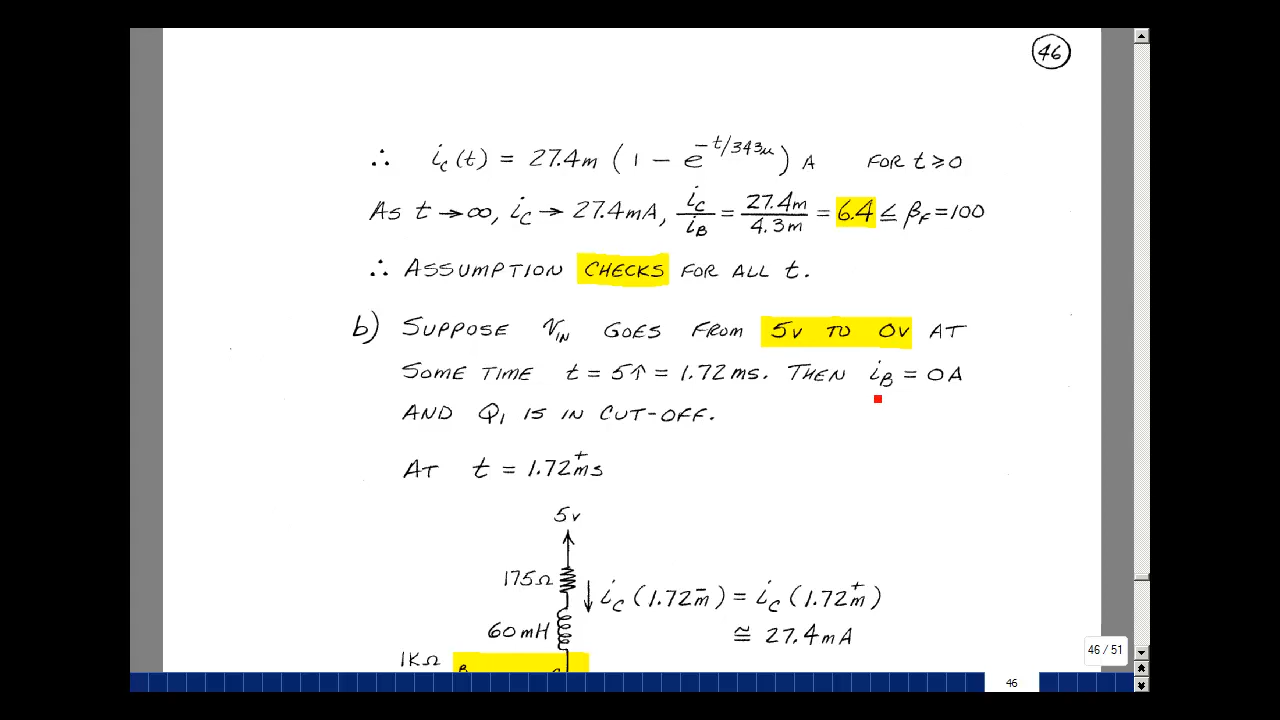 46
∴ i_C(t) = 27.4m (1 − e^{−t/343μ}) A FOR t ≥ 0
AS t → ∞, i_C → 27.4mA, i_C/i_B = 27.4m/4.3m = 6.4 ≤ β_F = 100
∴ ASSUMPTION CHECKS FOR ALL t.
b) SUPPOSE V_IN GOES FROM 5V TO 0V AT
SOME TIME t = 5τ = 1.72ms. THEN i_B = 0A
AND Q_1 IS IN CUT-OFF.
AT t = 1.72^+ms
5V
175Ω ↓ i_C(1.72^-m) = i_C(1.72^+m)
60mH ≅ 27.4mA
1KΩ B
46 / 51
46